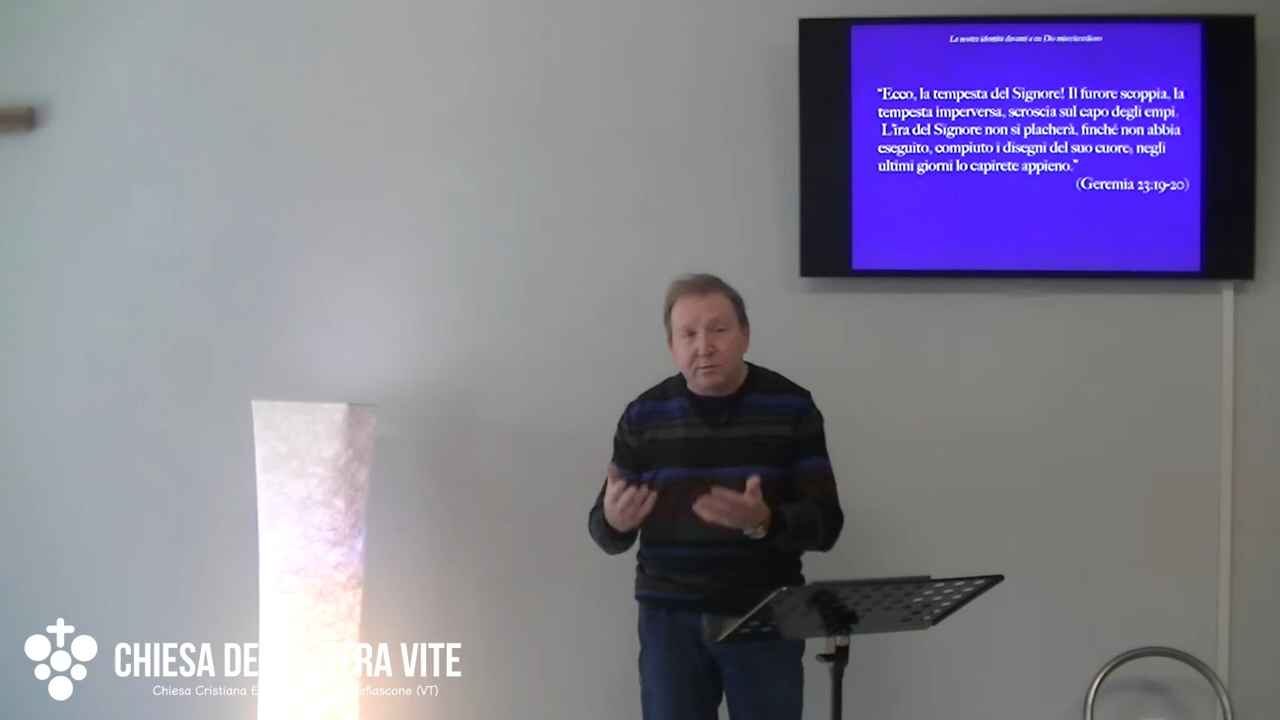 La nostra identità davanti a un Dio misericordioso
"Ecco, la tempesta del Signore! Il furore scoppia, la
tempesta imperversa, scroscia sul capo degli empi.
L'ira del Signore non si placherà, finché non abbia
eseguito, compiuto i disegni del suo cuore; negli
ultimi giorni lo capirete appieno."
(Geremia 23:19-20)
CHIESA DE ERA VITE
Chiesa Cristiana E efiascone (VT)